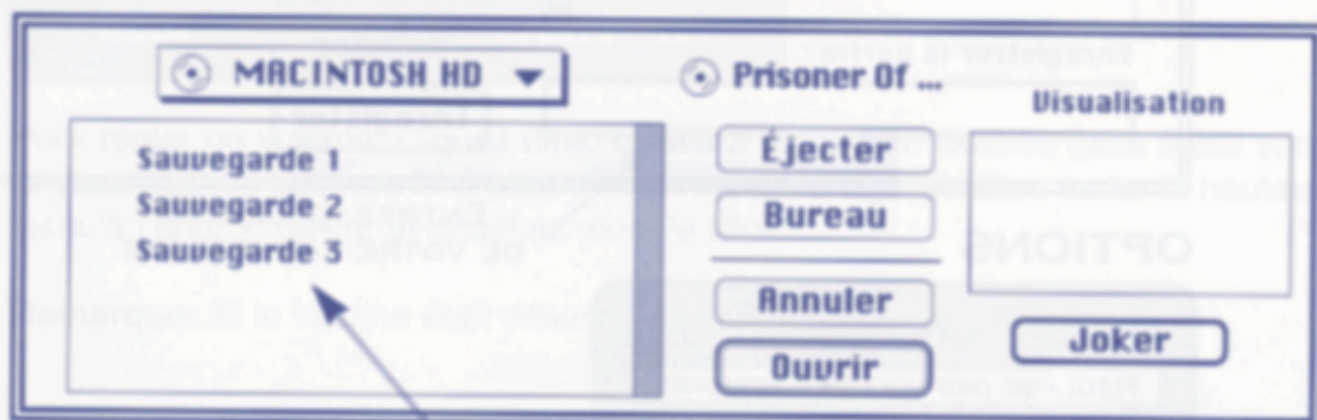 MACINTOSH HD
Prisoner Of ...
Visualisation
Sauvegarde 1
Sauvegarde 2
Sauvegarde 3
Éjecter
Bureau
Annuler
Ouvrir
Joker
OPTIONS